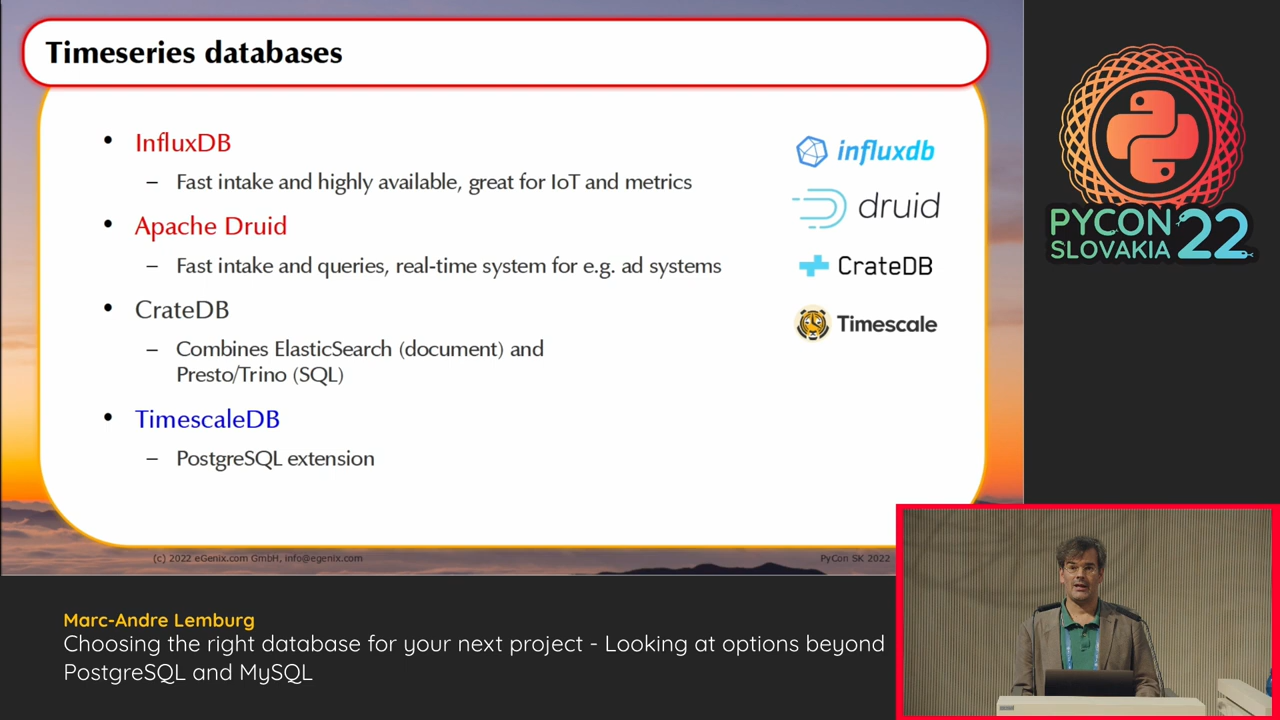 Timeseries databases
• InfluxDB
– Fast intake and highly available, great for IoT and metrics
• Apache Druid
– Fast intake and queries, real-time system for e.g. ad systems
• CrateDB
– Combines ElasticSearch (document) and
Presto/Trino (SQL)
• TimescaleDB
– PostgreSQL extension
influxdb
druid
CrateDB
Timescale
(c) 2022 eGenix.com GmbH, info@egenix.com
PyCon SK 2022
PYCON
SLOVAKIA
22
Marc-Andre Lemburg
Choosing the right database for your next project - Looking at options beyond
PostgreSQL and MySQL